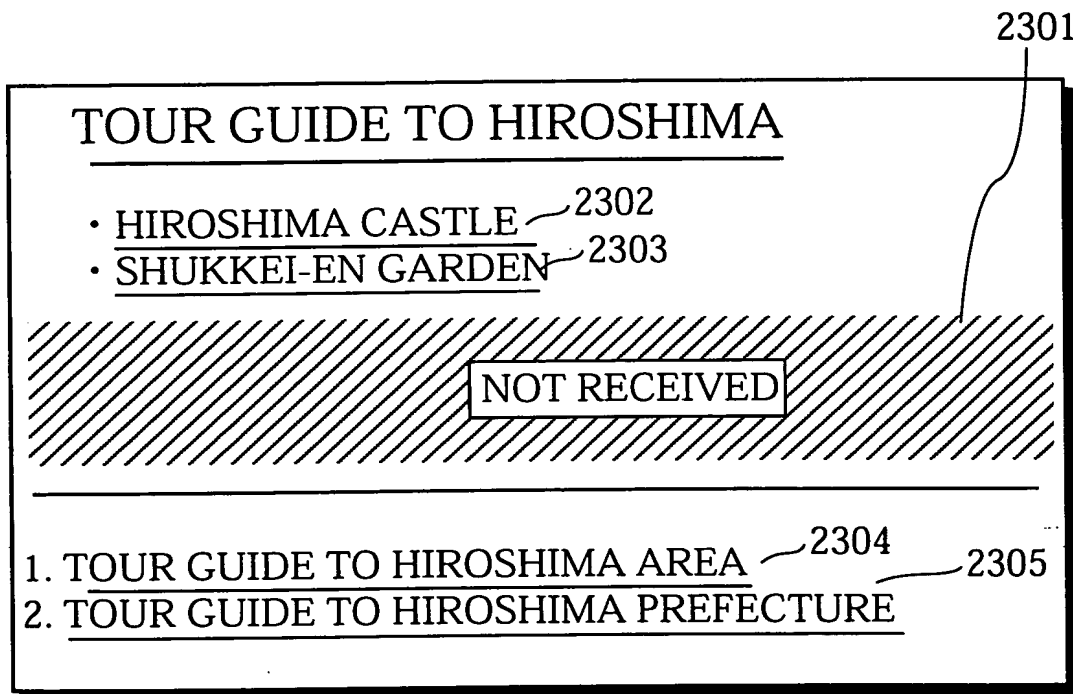 2301
TOUR GUIDE TO HIROSHIMA
· HIROSHIMA CASTLE 2302
· SHUKKEI-EN GARDEN 2303
NOT RECEIVED
1. TOUR GUIDE TO HIROSHIMA AREA 2304
2. TOUR GUIDE TO HIROSHIMA PREFECTURE 2305